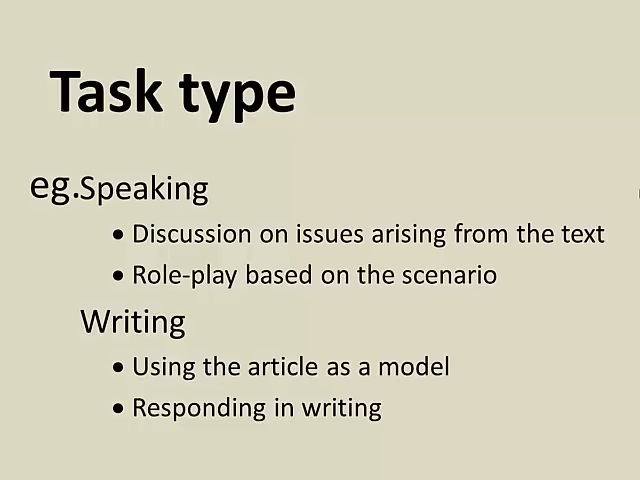 Task type
eg.Speaking
• Discussion on issues arising from the text
• Role-play based on the scenario
Writing
• Using the article as a model
• Responding in writing